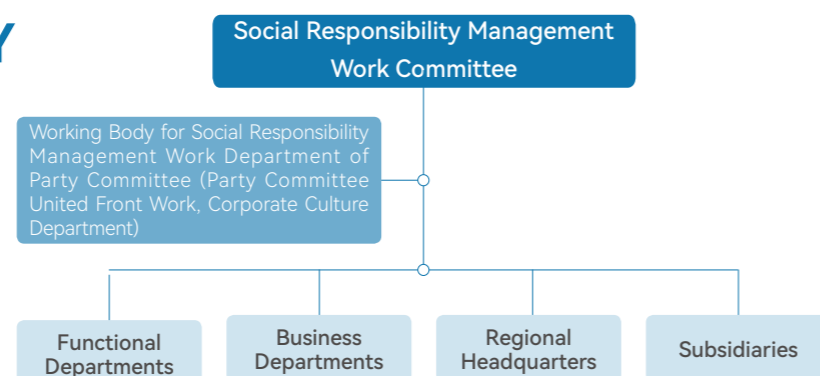 Y
Social Responsibility Management
Work Committee
Working Body for Social Responsibility
Management Work Department of
Party Committee (Party Committee
United Front Work, Corporate Culture
Department)
Functional
Departments
Business
Departments
Regional
Headquarters
Subsidiaries